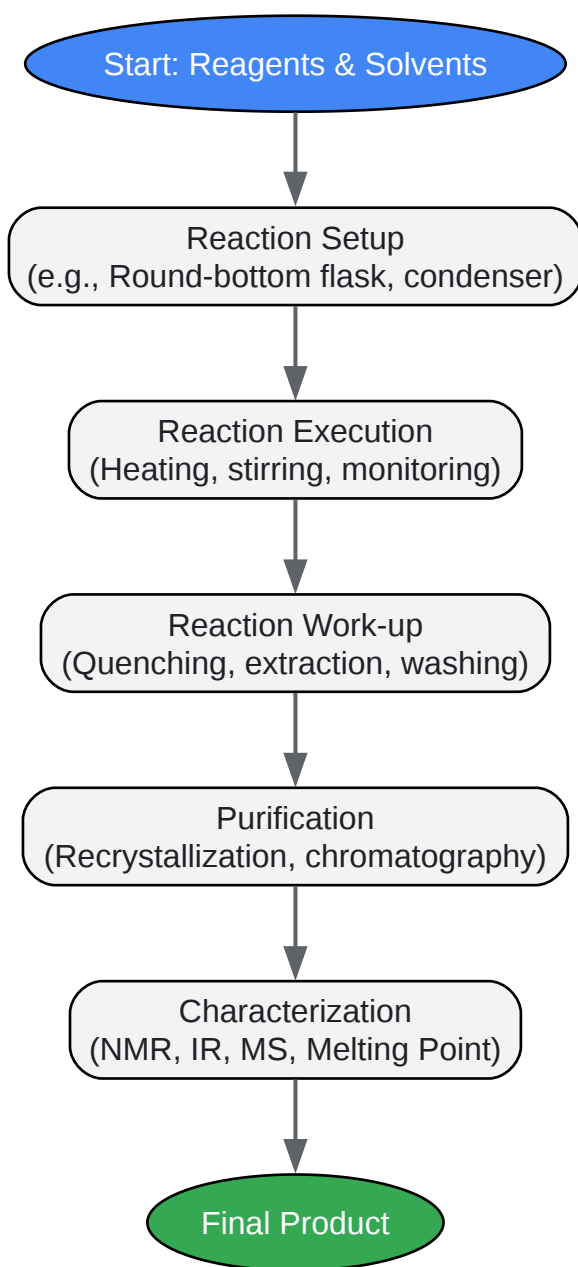 Start: Reagents & Solvents
Reaction Setup
(e.g., Round-bottom flask, condenser)
Reaction Execution
(Heating, stirring, monitoring)
Reaction Work-up
(Quenching, extraction, washing)
Purification
(Recrystallization, chromatography)
Characterization
(NMR, IR, MS, Melting Point)
Final Product